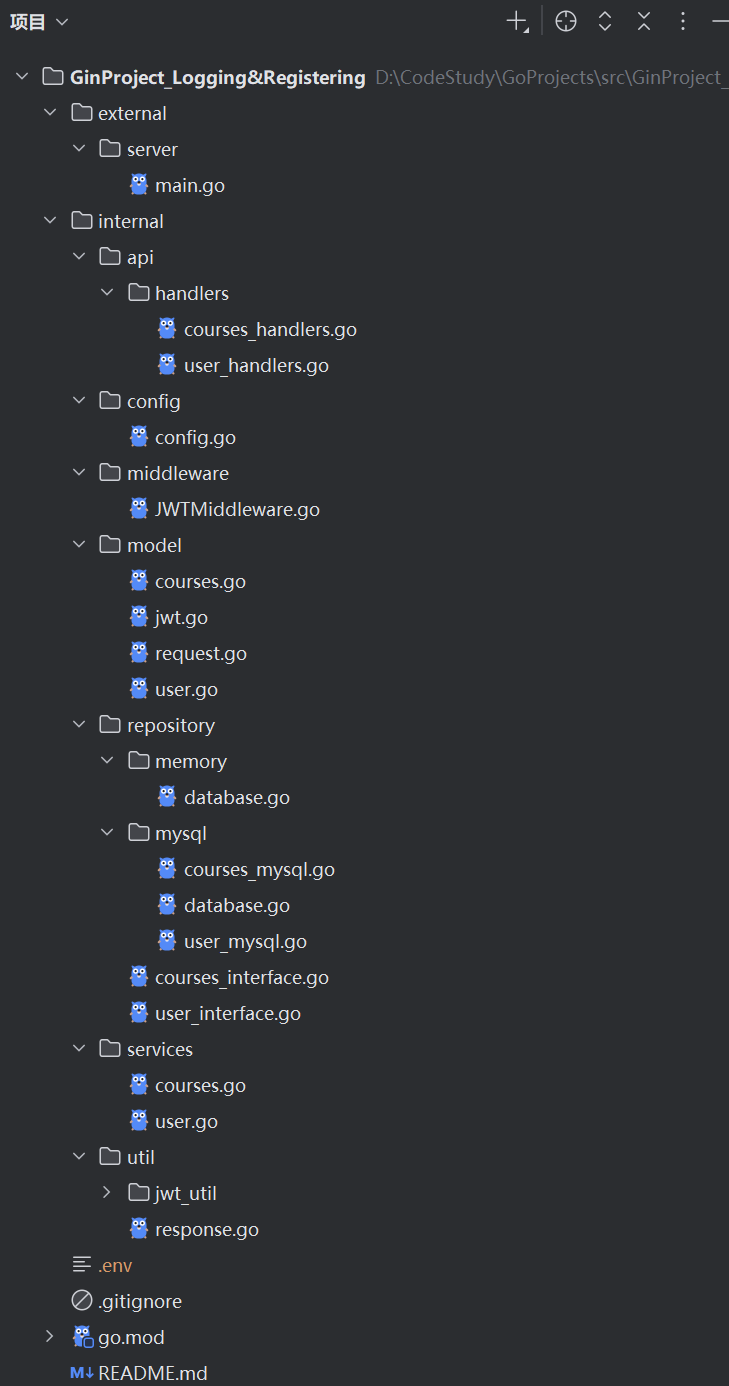 项目
GinProject_Logging&Registering D:\CodeStudy\GoProjects\src\GinProject_
external
server
main.go
internal
api
handlers
courses_handlers.go
user_handlers.go
config
config.go
middleware
JWTMiddleware.go
model
courses.go
jwt.go
request.go
user.go
repository
memory
database.go
mysql
courses_mysql.go
database.go
user_mysql.go
courses_interface.go
user_interface.go
services
courses.go
user.go
util
jwt_util
response.go
.env
.gitignore
go.mod
M↓ README.md